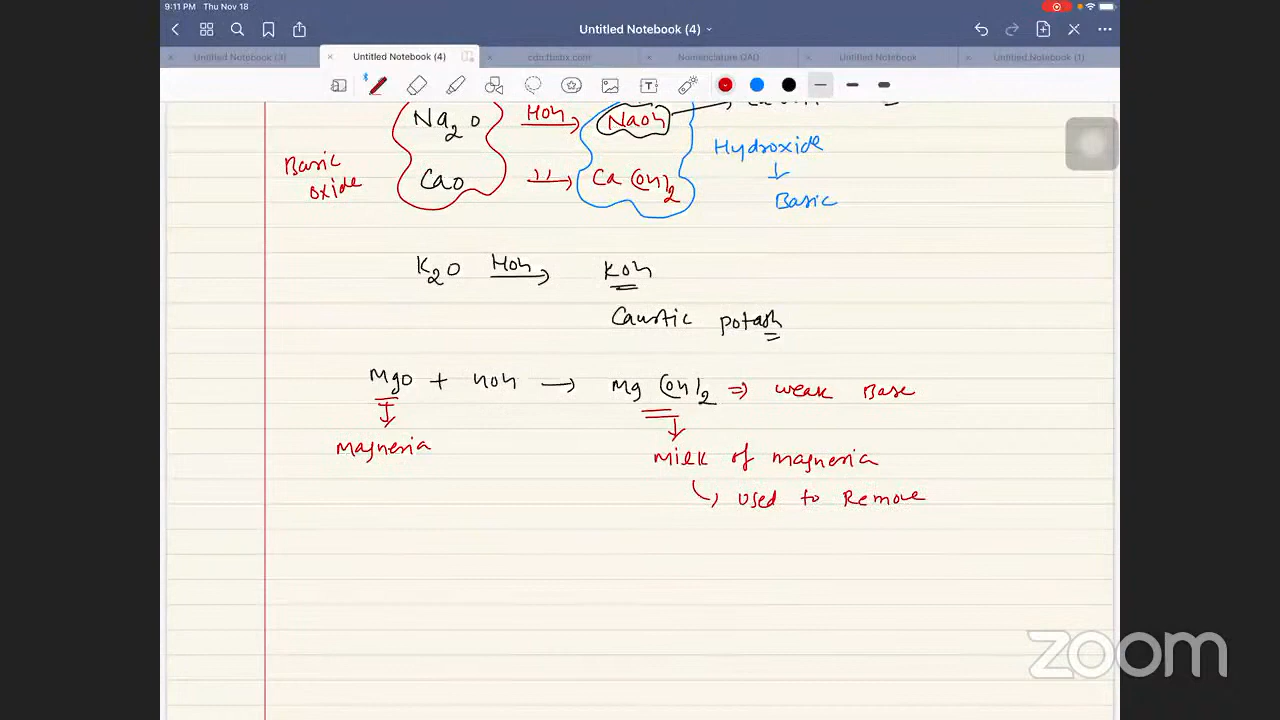 9:11 PM Thu Nov 18
Untitled Notebook (4)
Untitled Notebook (3)
Untitled Notebook (4)
Nomenclature (2AD)
Untitled Notebook
Untitled Notebook (1)
Na2O HOH NaOH
Hydroxide
Basic
Basic oxide
CaO Ca(OH)2
K2O HOH KOH
Caustic potash
MgO + HOH → Mg(OH)2 ⇒ weak Base
Magnesia
Milk of magnesia
Used to Remove
zoom